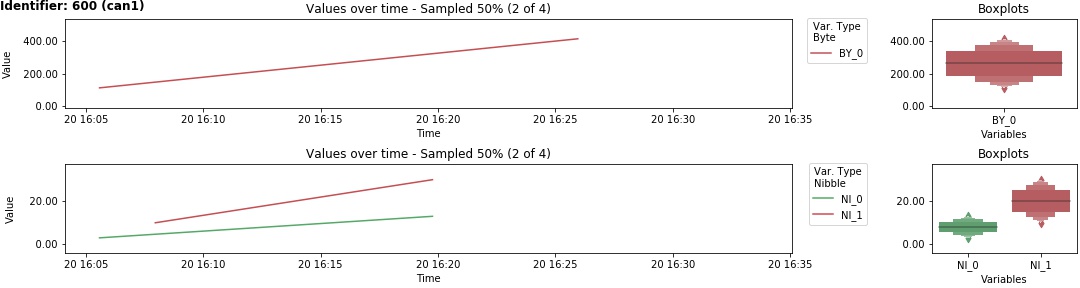 Identifier: 600 (can1)
Values over time - Sampled 50% (2 of 4)
Boxplots
Value
400.00
200.00
0.00
20 16:05 20 16:10 20 16:15 20 16:20 20 16:25 20 16:30 20 16:35
Time
Var. Type
Byte
BY_0
400.00
200.00
0.00
BY_0
Variables
Values over time - Sampled 50% (2 of 4)
Boxplots
Value
20.00
0.00
20 16:05 20 16:10 20 16:15 20 16:20 20 16:25 20 16:30 20 16:35
Time
Var. Type
Nibble
NI_0
NI_1
20.00
0.00
NI_0 NI_1
Variables